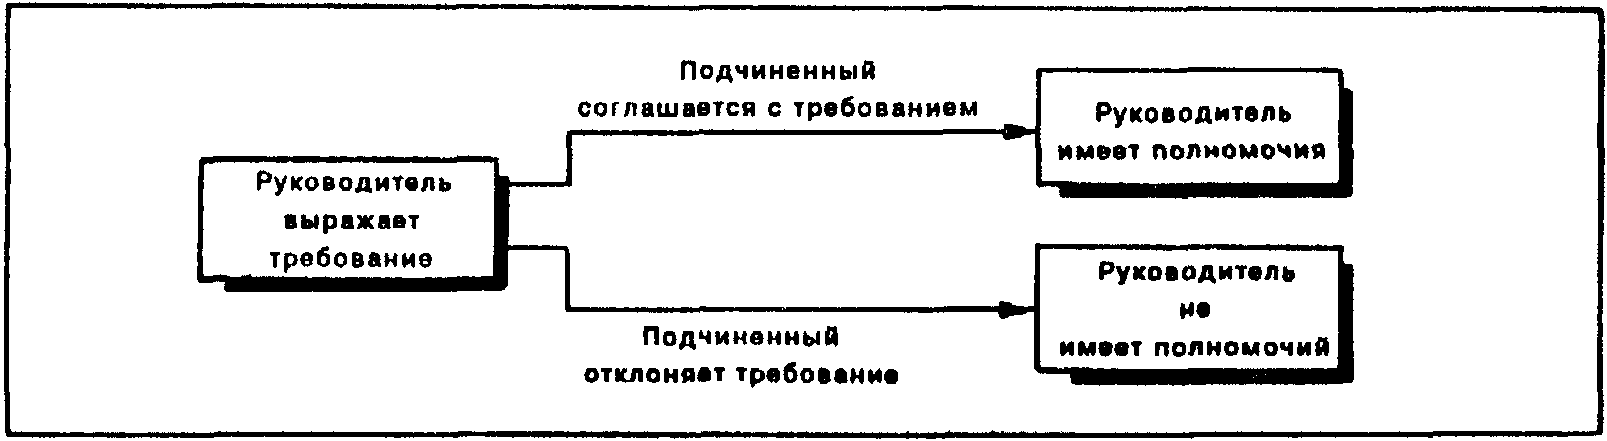 Подчиненный
соглашается с требованием
Руководитель
имеет полномочия
Руководитель
выражает
требование
Руководитель
не
имеет полномочий
Подчиненный
отклоняет требование